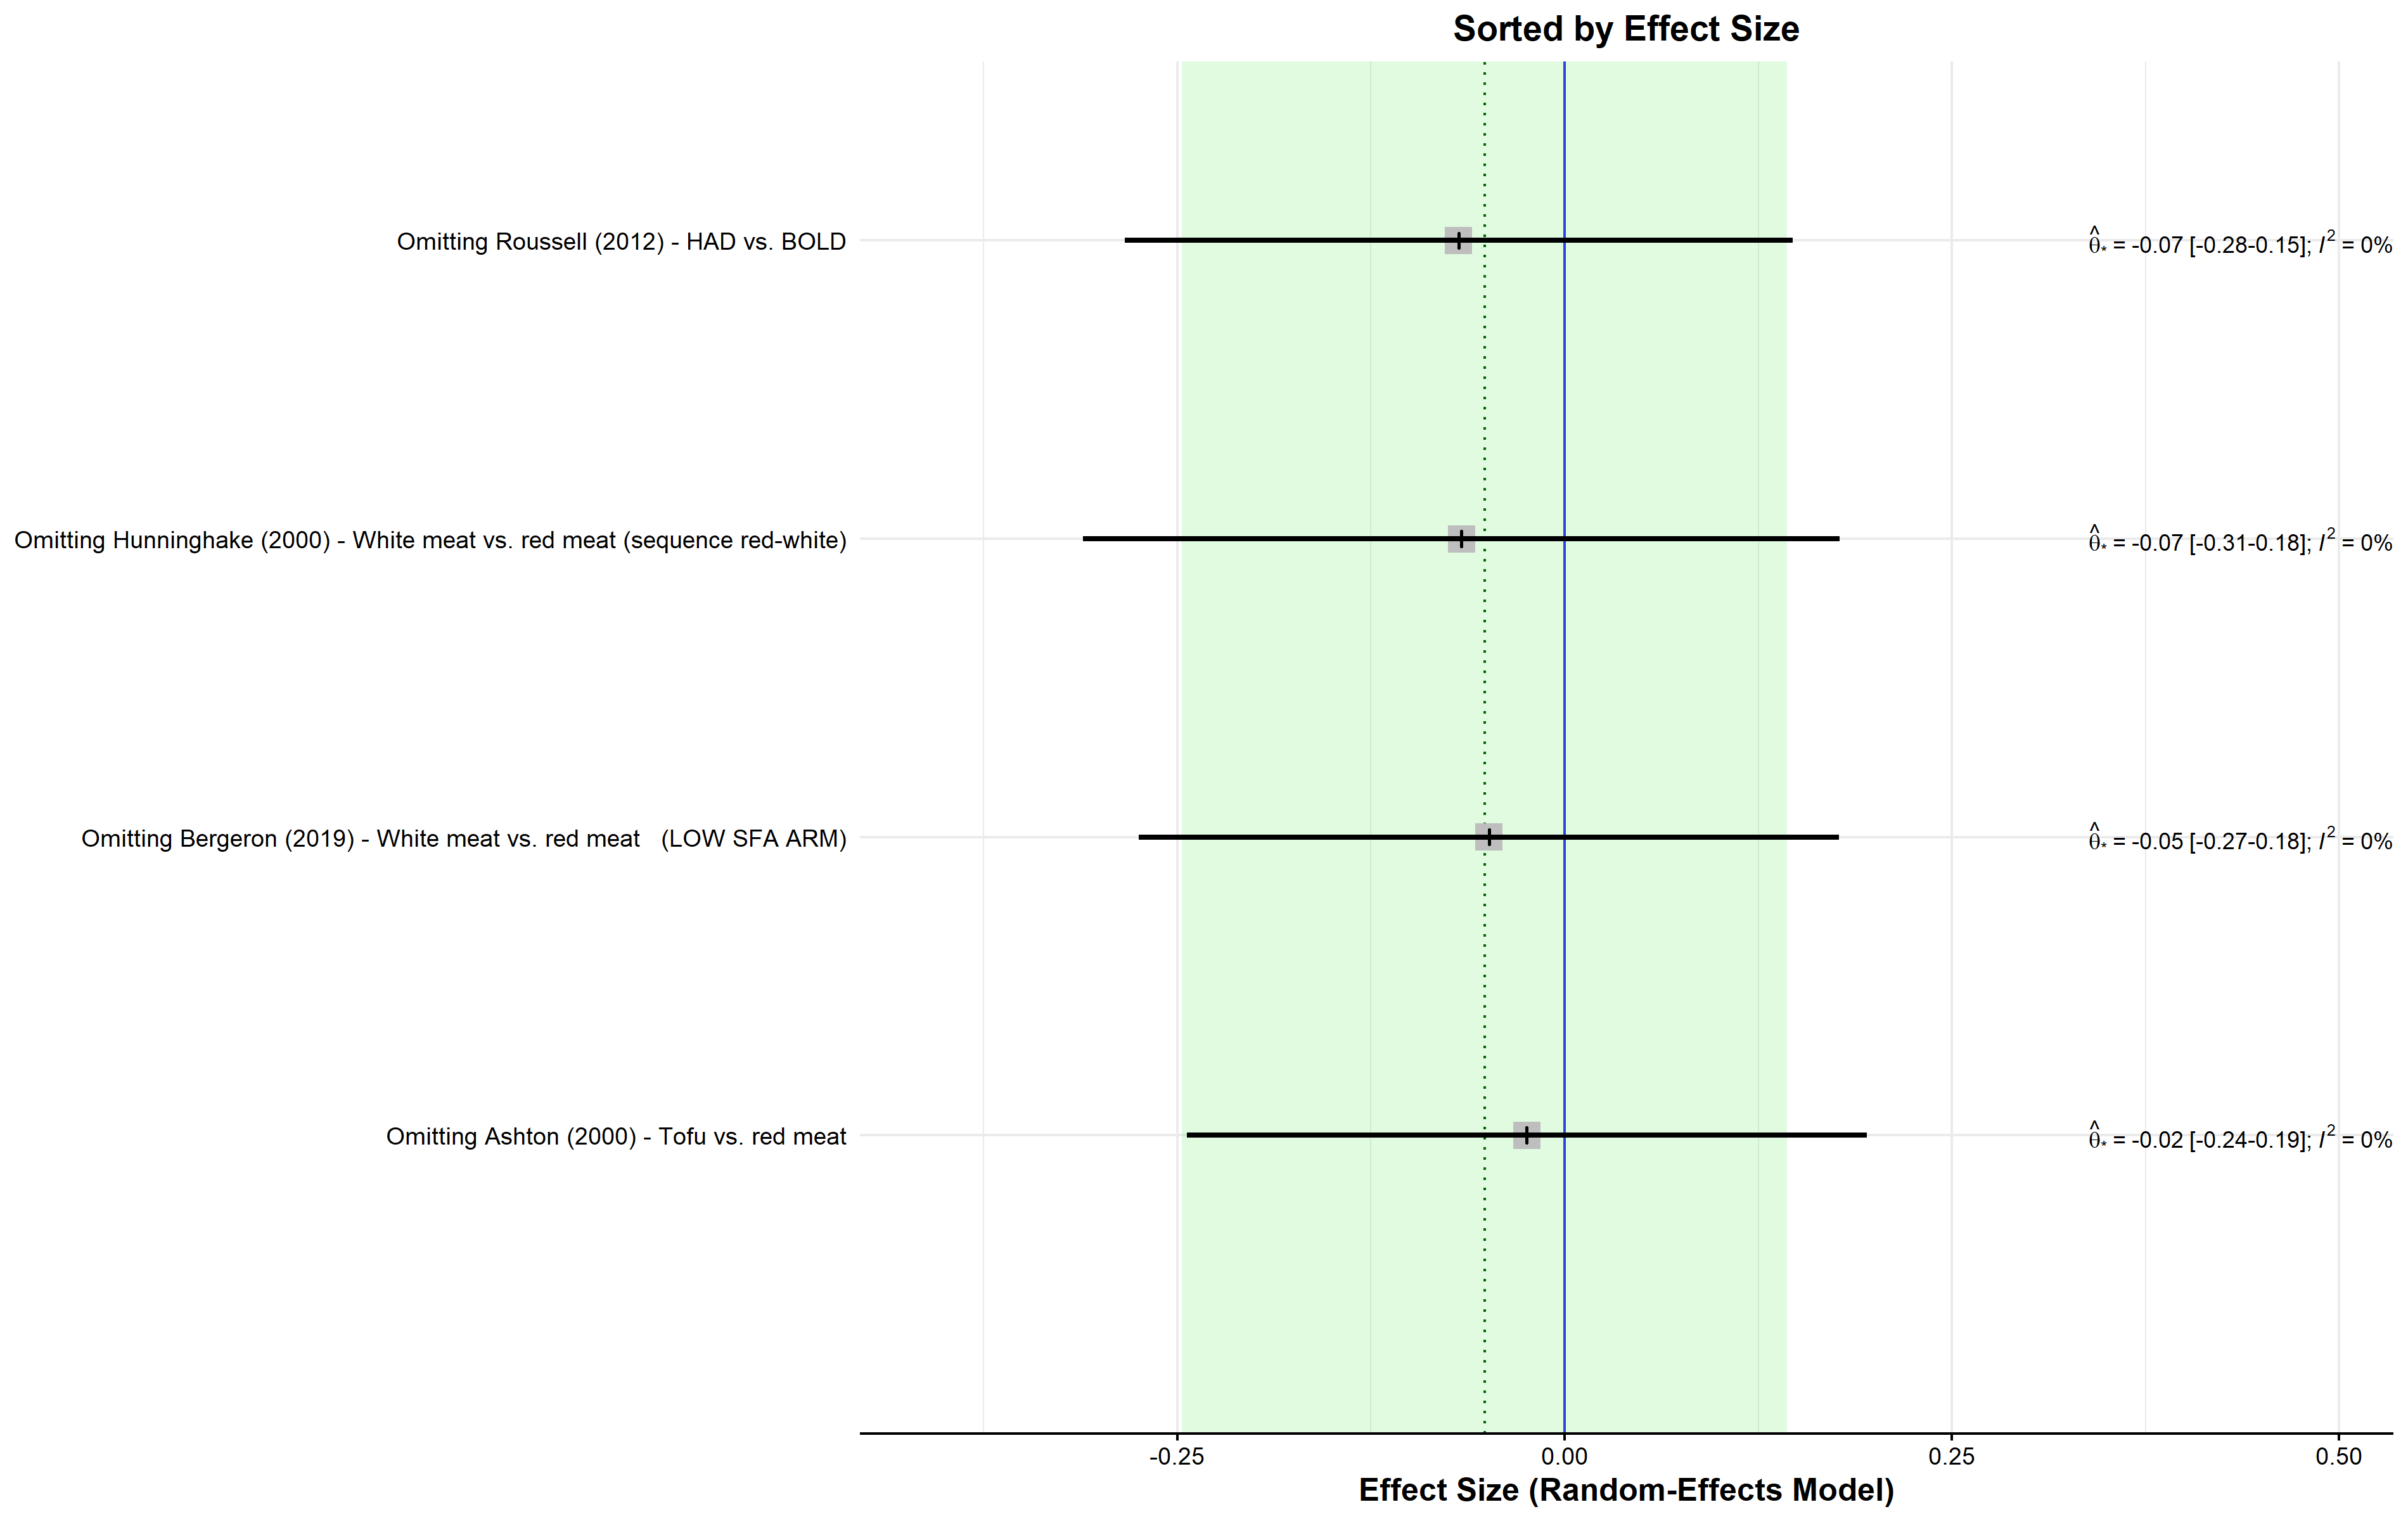 Sorted by Effect Size
Omitting Roussell (2012) - HAD vs. BOLD
θ̂* = -0.07 [-0.28-0.15]; I² = 0%
Omitting Hunninghake (2000) - White meat vs. red meat (sequence red-white)
θ̂* = -0.07 [-0.31-0.18]; I² = 0%
Omitting Bergeron (2019) - White meat vs. red meat   (LOW SFA ARM)
θ̂* = -0.05 [-0.27-0.18]; I² = 0%
Omitting Ashton (2000) - Tofu vs. red meat
θ̂* = -0.02 [-0.24-0.19]; I² = 0%
-0.25 0.00 0.25 0.50
Effect Size (Random-Effects Model)